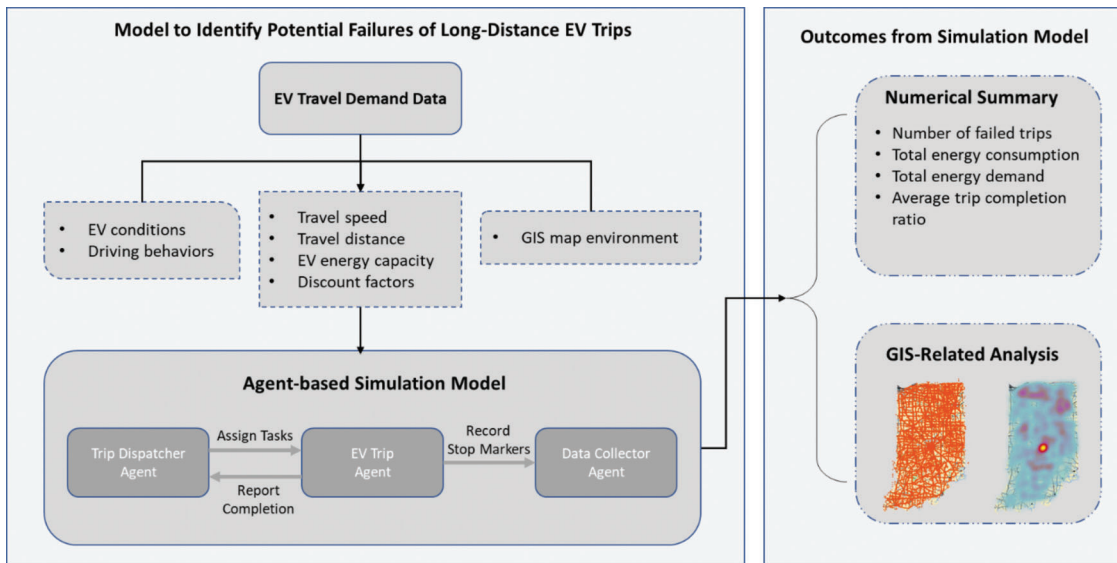 Model to Identify Potential Failures of Long-Distance EV Trips
EV Travel Demand Data
• EV conditions
• Driving behaviors
• Travel speed
• Travel distance
• EV energy capacity
• Discount factors
• GIS map environment
Agent-based Simulation Model
Trip Dispatcher
Agent
Assign Tasks
Report
Completion
EV Trip
Agent
Record
Stop Markers
Data Collector
Agent
Outcomes from Simulation Model
Numerical Summary
• Number of failed trips
• Total energy consumption
• Total energy demand
• Average trip completion
ratio
GIS-Related Analysis